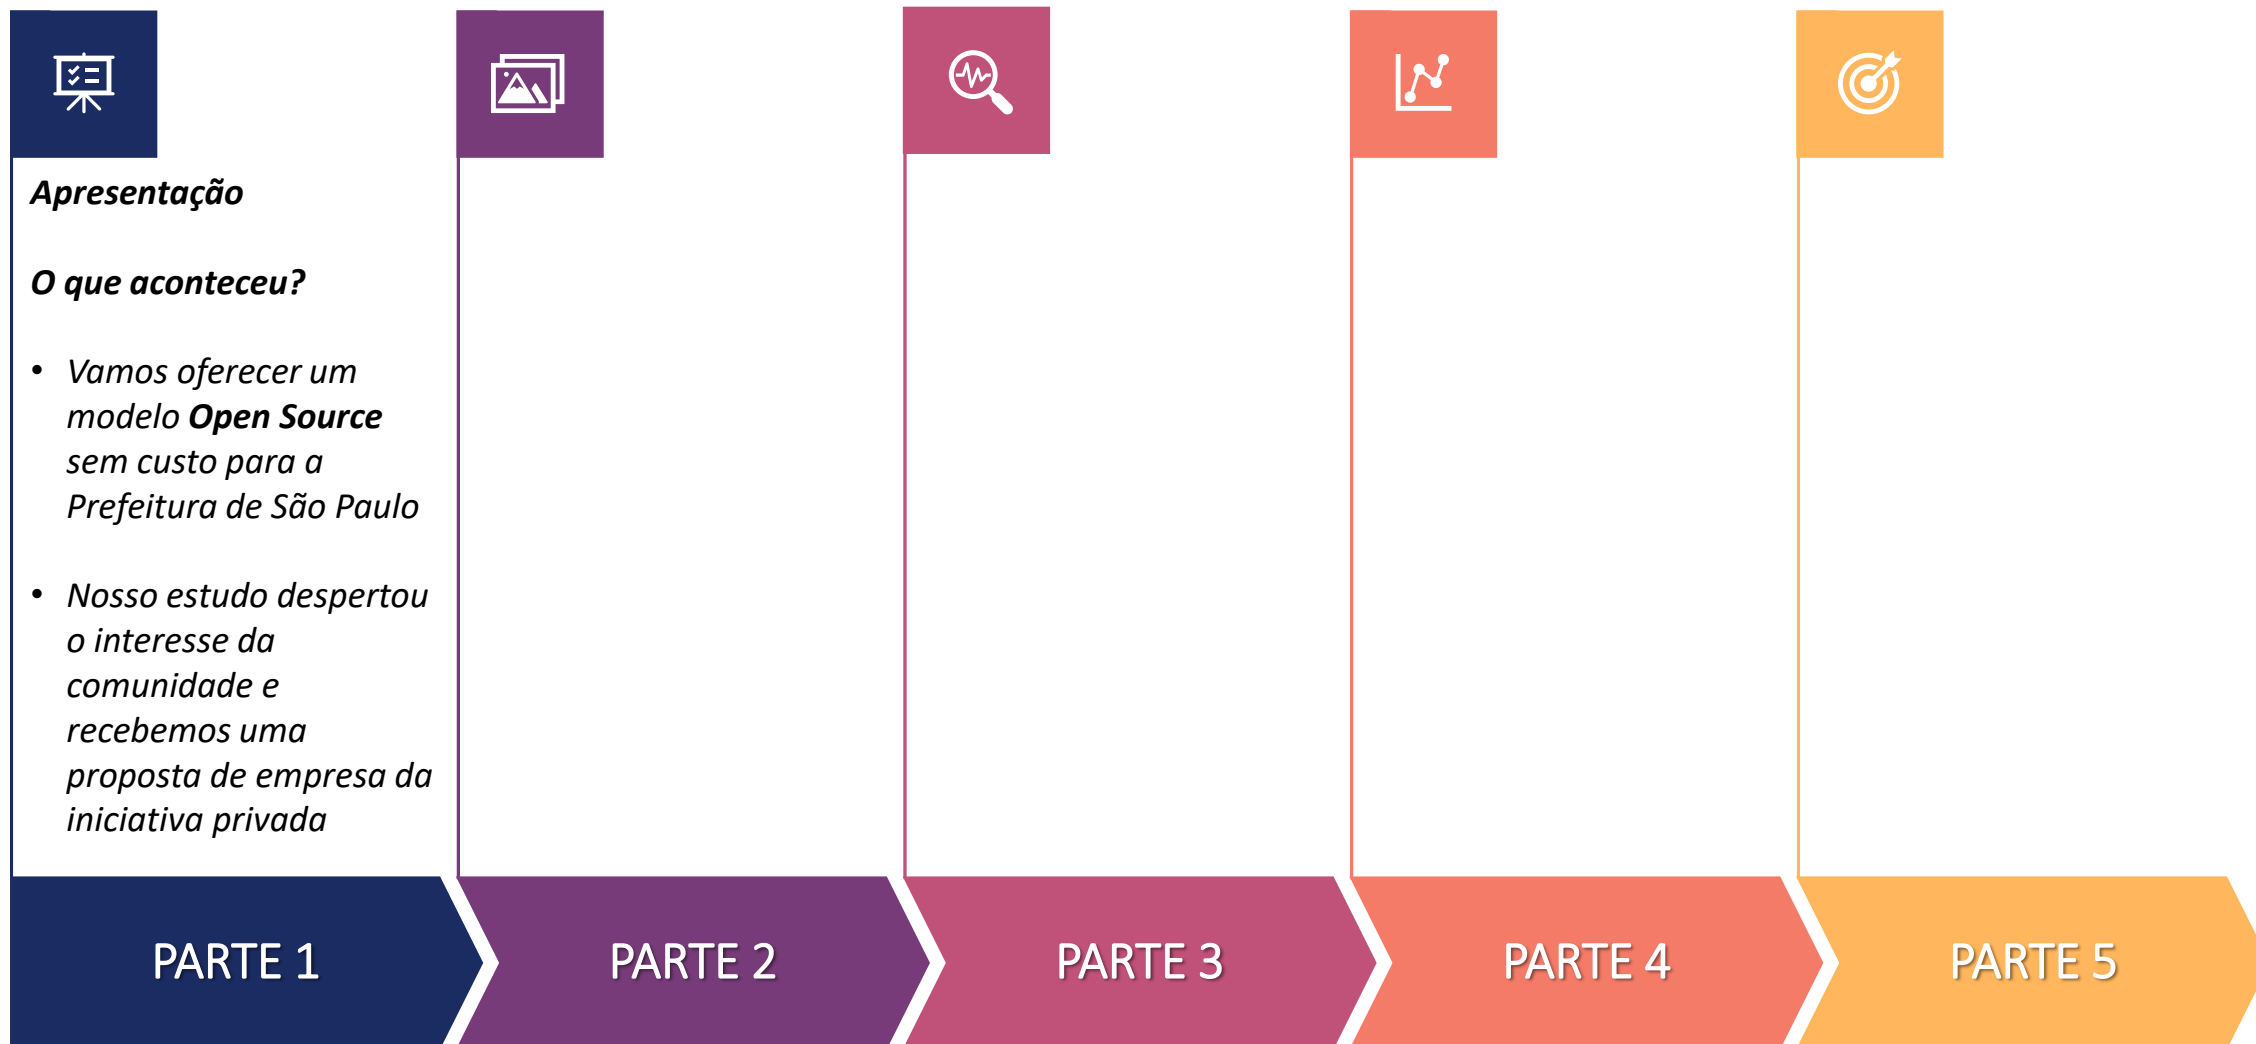 Apresentação
O que aconteceu?
• Vamos oferecer um
modelo Open Source
sem custo para a
Prefeitura de São Paulo
• Nosso estudo despertou
o interesse da
comunidade e
recebemos uma
proposta de empresa da
iniciativa privada
PARTE 1
PARTE 2
PARTE 3
PARTE 4
PARTE 5